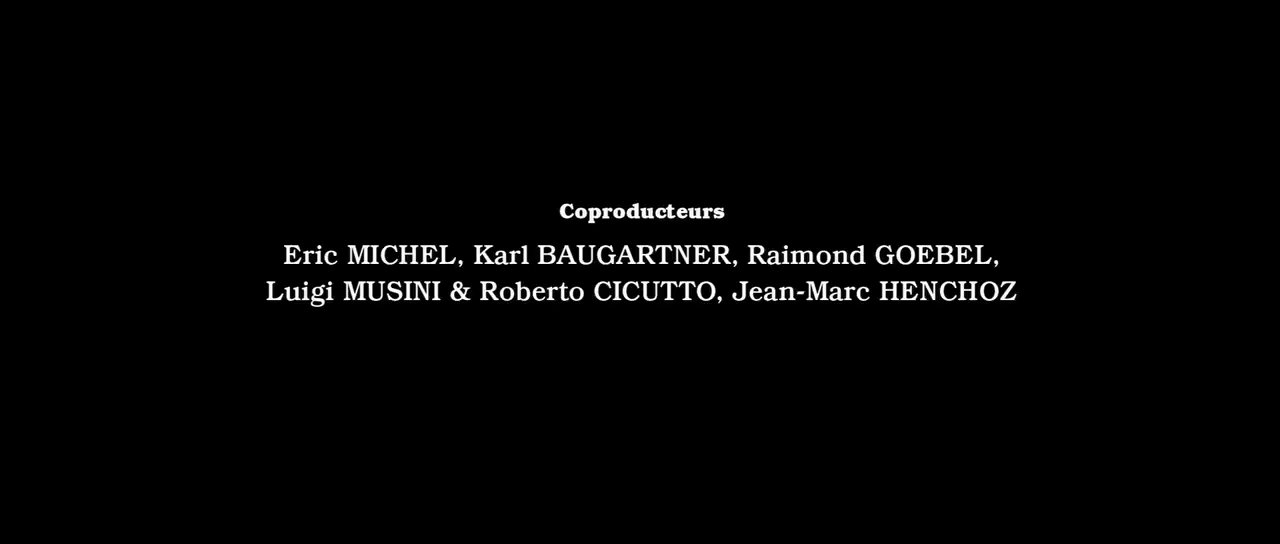 Coproducteurs
Eric MICHEL, Karl BAUGARTNER, Raimond GOEBEL,
Luigi MUSINI & Roberto CICUTTO, Jean-Marc HENCHOZ